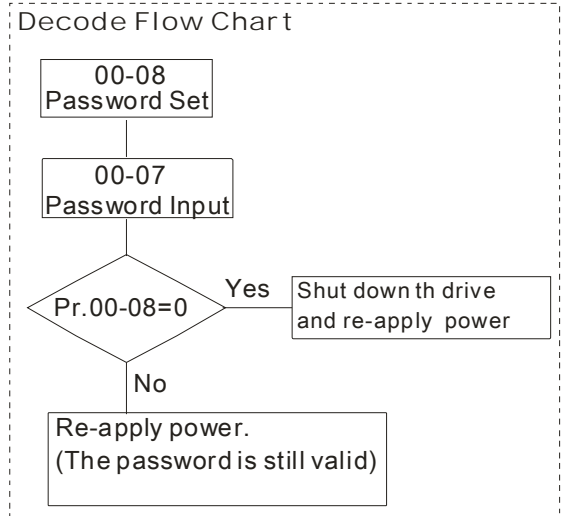 Decode Flow Chart
00-08
Password Set
00-07
Password Input
Pr.00-08=0
Yes
Shut down th drive
and re-apply power
No
Re-apply power.
(The password is still valid)